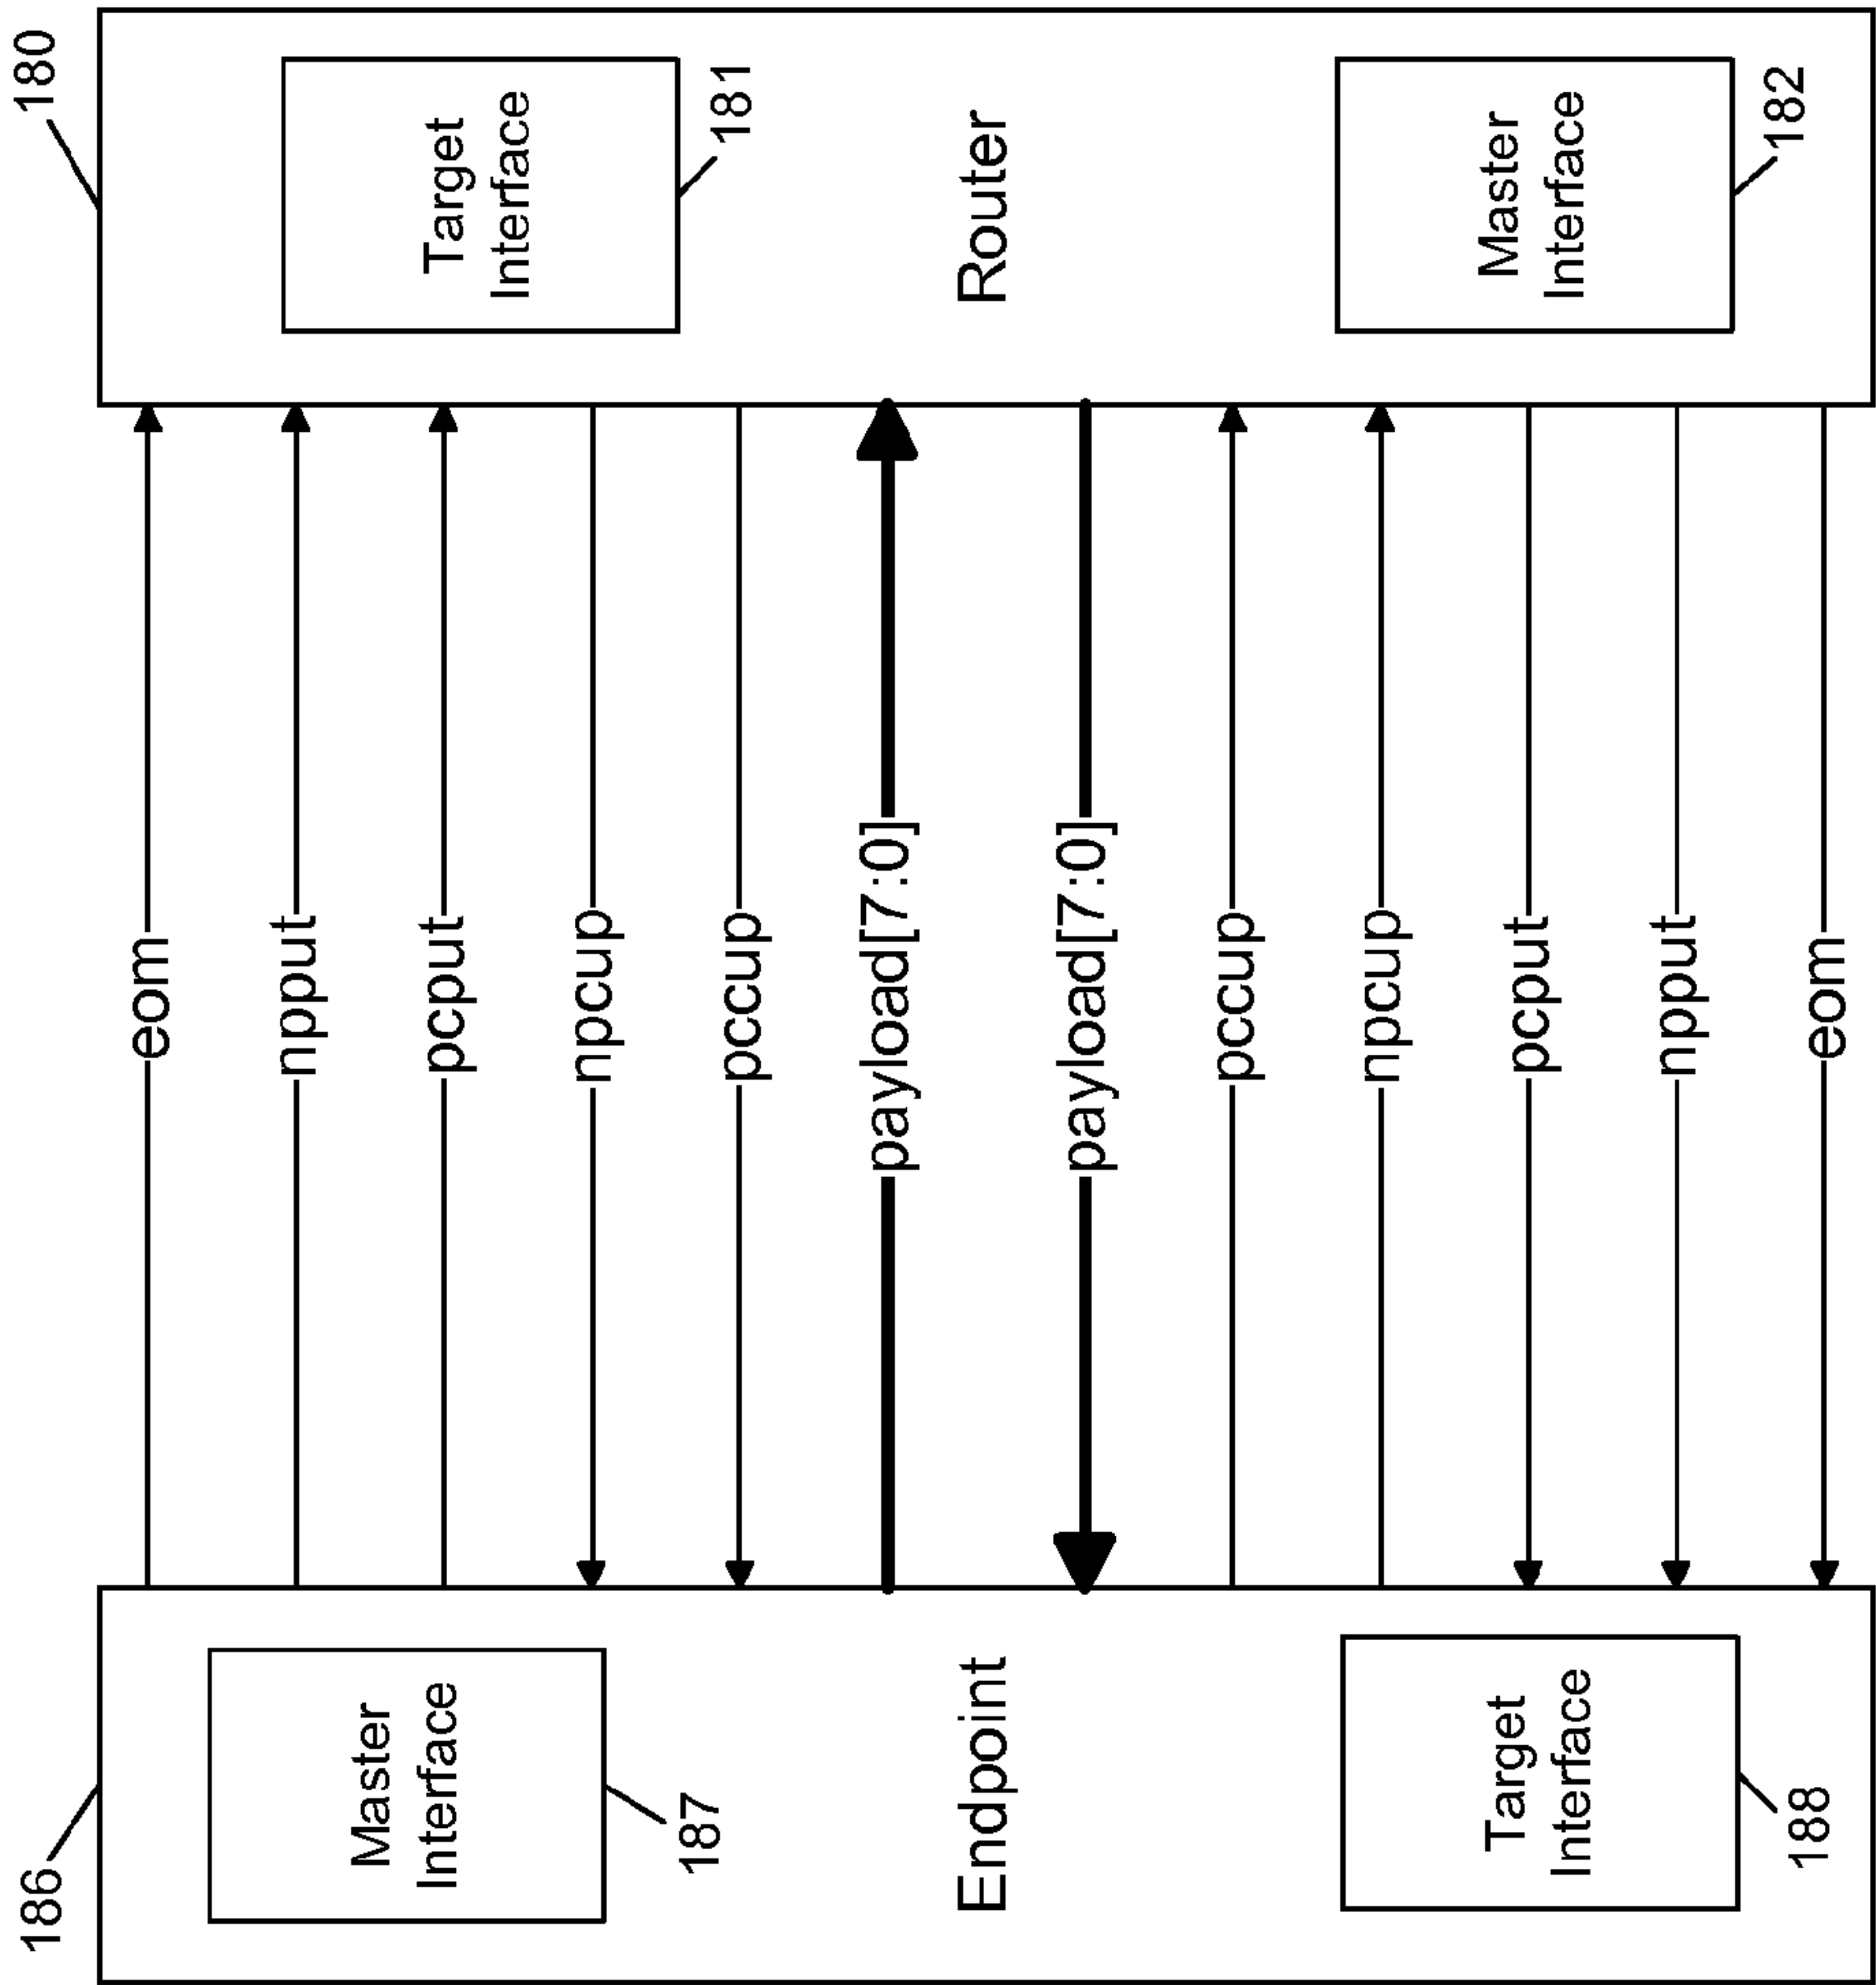 186
180
Master
Interface
187
Endpoint
Target
Interface
188
eom
npput
pcput
npcup
pccup
payload[7:0]
payload[7:0]
pccup
npcup
pcput
npput
eom
Target
Interface
181
Router
Master
Interface
182